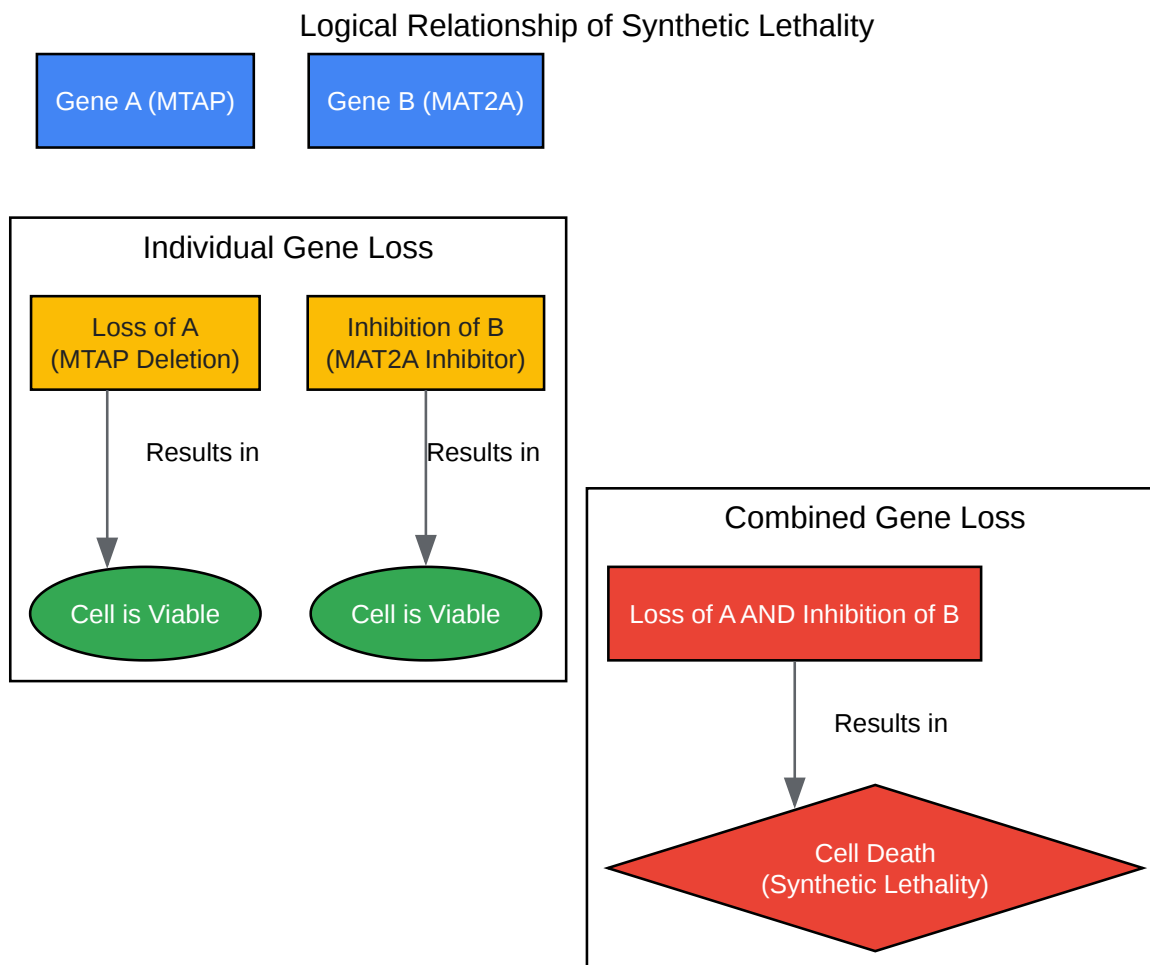 Logical Relationship of Synthetic Lethality
Gene A (MTAP)
Gene B (MAT2A)
Individual Gene Loss
Loss of A
(MTAP Deletion)
Inhibition of B
(MAT2A Inhibitor)
Results in
Results in
Cell is Viable
Cell is Viable
Combined Gene Loss
Loss of A AND Inhibition of B
Results in
Cell Death
(Synthetic Lethality)